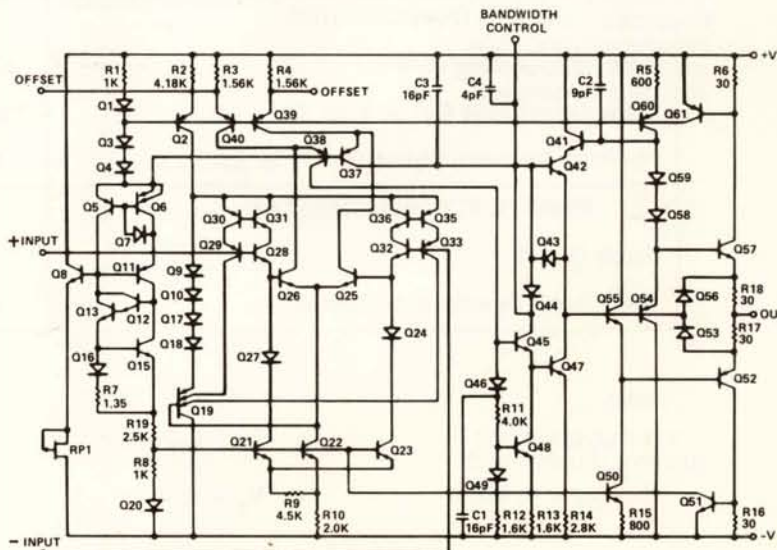 BANDWIDTH
CONTROL
+V
R1
1K
R2
4.18K
R3
1.56K
R4
1.56K
OFFSET
OFFSET
C3
16pF
C4
4pF
C2
9pF
R5
600
R6
30
Q1
Q2
Q3
Q4
Q40
Q39
Q38
Q37
Q41
Q42
Q60
Q61
Q59
Q58
Q5
Q6
Q7
Q30
Q31
Q36
Q35
Q57
+INPUT
Q29
Q28
Q32
Q33
Q43
Q8
Q11
Q9
Q26
Q25
Q44
Q55
Q54
Q56
R18
30
OU
R17
30
Q53
Q13
Q12
Q10
Q17
Q18
Q24
Q45
Q47
Q52
Q16
Q15
Q27
Q46
R7
1.35
Q19
R11
4.0K
R19
2.5K
Q48
RP1
R8
1K
Q21
Q22
Q23
Q49
Q50
Q51
Q20
R9
4.5K
R10
2.0K
C1
16pF
R12
1.6K
R13
1.6K
R14
2.8K
R15
800
R16
30
-V
- INPUT